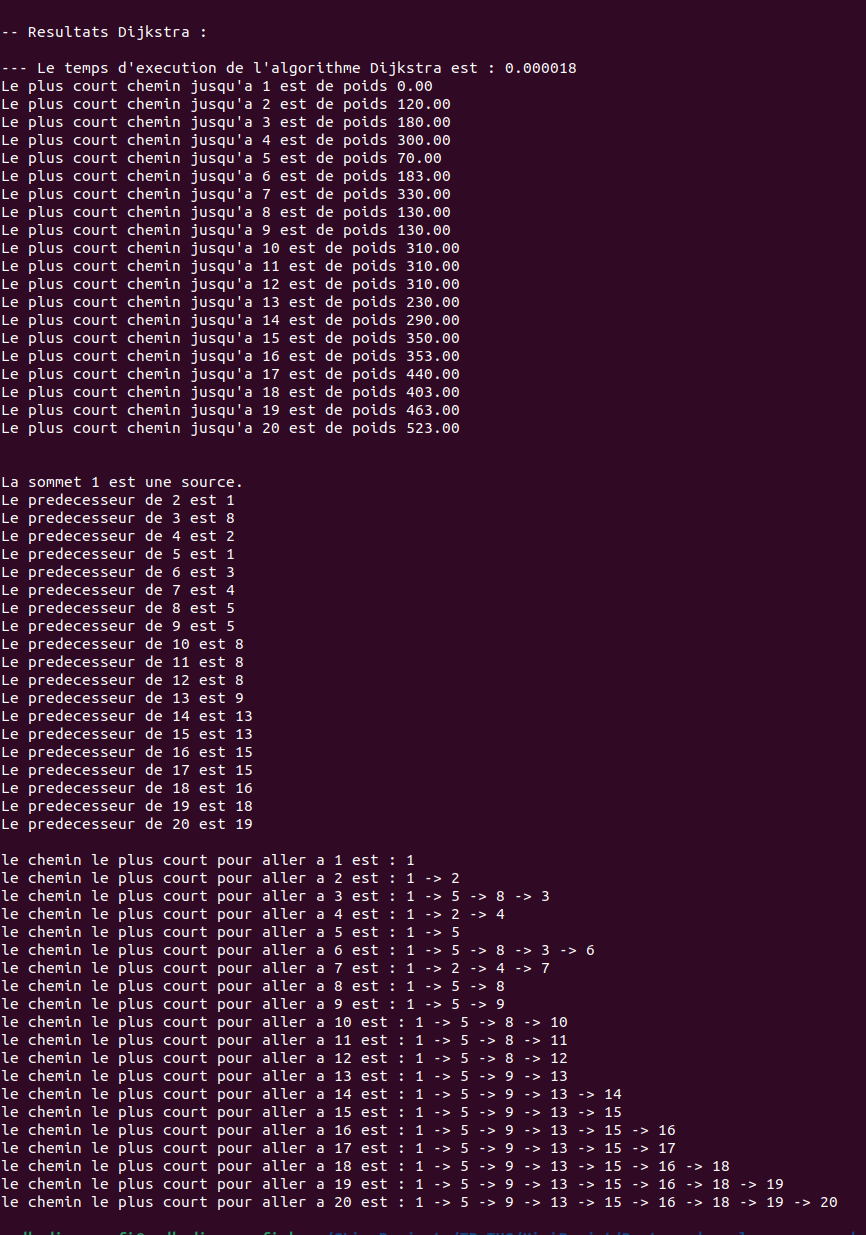 -- Resultats Dijkstra :
--- Le temps d'execution de l'algorithme Dijkstra est : 0.000018
Le plus court chemin jusqu'a 1 est de poids 0.00
Le plus court chemin jusqu'a 2 est de poids 120.00
Le plus court chemin jusqu'a 3 est de poids 180.00
Le plus court chemin jusqu'a 4 est de poids 300.00
Le plus court chemin jusqu'a 5 est de poids 70.00
Le plus court chemin jusqu'a 6 est de poids 183.00
Le plus court chemin jusqu'a 7 est de poids 330.00
Le plus court chemin jusqu'a 8 est de poids 130.00
Le plus court chemin jusqu'a 9 est de poids 130.00
Le plus court chemin jusqu'a 10 est de poids 310.00
Le plus court chemin jusqu'a 11 est de poids 310.00
Le plus court chemin jusqu'a 12 est de poids 310.00
Le plus court chemin jusqu'a 13 est de poids 230.00
Le plus court chemin jusqu'a 14 est de poids 290.00
Le plus court chemin jusqu'a 15 est de poids 350.00
Le plus court chemin jusqu'a 16 est de poids 353.00
Le plus court chemin jusqu'a 17 est de poids 440.00
Le plus court chemin jusqu'a 18 est de poids 403.00
Le plus court chemin jusqu'a 19 est de poids 463.00
Le plus court chemin jusqu'a 20 est de poids 523.00
La sommet 1 est une source.
Le predecesseur de 2 est 1
Le predecesseur de 3 est 8
Le predecesseur de 4 est 2
Le predecesseur de 5 est 1
Le predecesseur de 6 est 3
Le predecesseur de 7 est 4
Le predecesseur de 8 est 5
Le predecesseur de 9 est 5
Le predecesseur de 10 est 8
Le predecesseur de 11 est 8
Le predecesseur de 12 est 8
Le predecesseur de 13 est 9
Le predecesseur de 14 est 13
Le predecesseur de 15 est 13
Le predecesseur de 16 est 15
Le predecesseur de 17 est 15
Le predecesseur de 18 est 16
Le predecesseur de 19 est 18
Le predecesseur de 20 est 19
le chemin le plus court pour aller a 1 est : 1
le chemin le plus court pour aller a 2 est : 1 -> 2
le chemin le plus court pour aller a 3 est : 1 -> 5 -> 8 -> 3
le chemin le plus court pour aller a 4 est : 1 -> 2 -> 4
le chemin le plus court pour aller a 5 est : 1 -> 5
le chemin le plus court pour aller a 6 est : 1 -> 5 -> 8 -> 3 -> 6
le chemin le plus court pour aller a 7 est : 1 -> 2 -> 4 -> 7
le chemin le plus court pour aller a 8 est : 1 -> 5 -> 8
le chemin le plus court pour aller a 9 est : 1 -> 5 -> 9
le chemin le plus court pour aller a 10 est : 1 -> 5 -> 8 -> 10
le chemin le plus court pour aller a 11 est : 1 -> 5 -> 8 -> 11
le chemin le plus court pour aller a 12 est : 1 -> 5 -> 8 -> 12
le chemin le plus court pour aller a 13 est : 1 -> 5 -> 9 -> 13
le chemin le plus court pour aller a 14 est : 1 -> 5 -> 9 -> 13 -> 14
le chemin le plus court pour aller a 15 est : 1 -> 5 -> 9 -> 13 -> 15
le chemin le plus court pour aller a 16 est : 1 -> 5 -> 9 -> 13 -> 15 -> 16
le chemin le plus court pour aller a 17 est : 1 -> 5 -> 9 -> 13 -> 15 -> 17
le chemin le plus court pour aller a 18 est : 1 -> 5 -> 9 -> 13 -> 15 -> 16 -> 18
le chemin le plus court pour aller a 19 est : 1 -> 5 -> 9 -> 13 -> 15 -> 16 -> 18 -> 19
le chemin le plus court pour aller a 20 est : 1 -> 5 -> 9 -> 13 -> 15 -> 16 -> 18 -> 19 -> 20